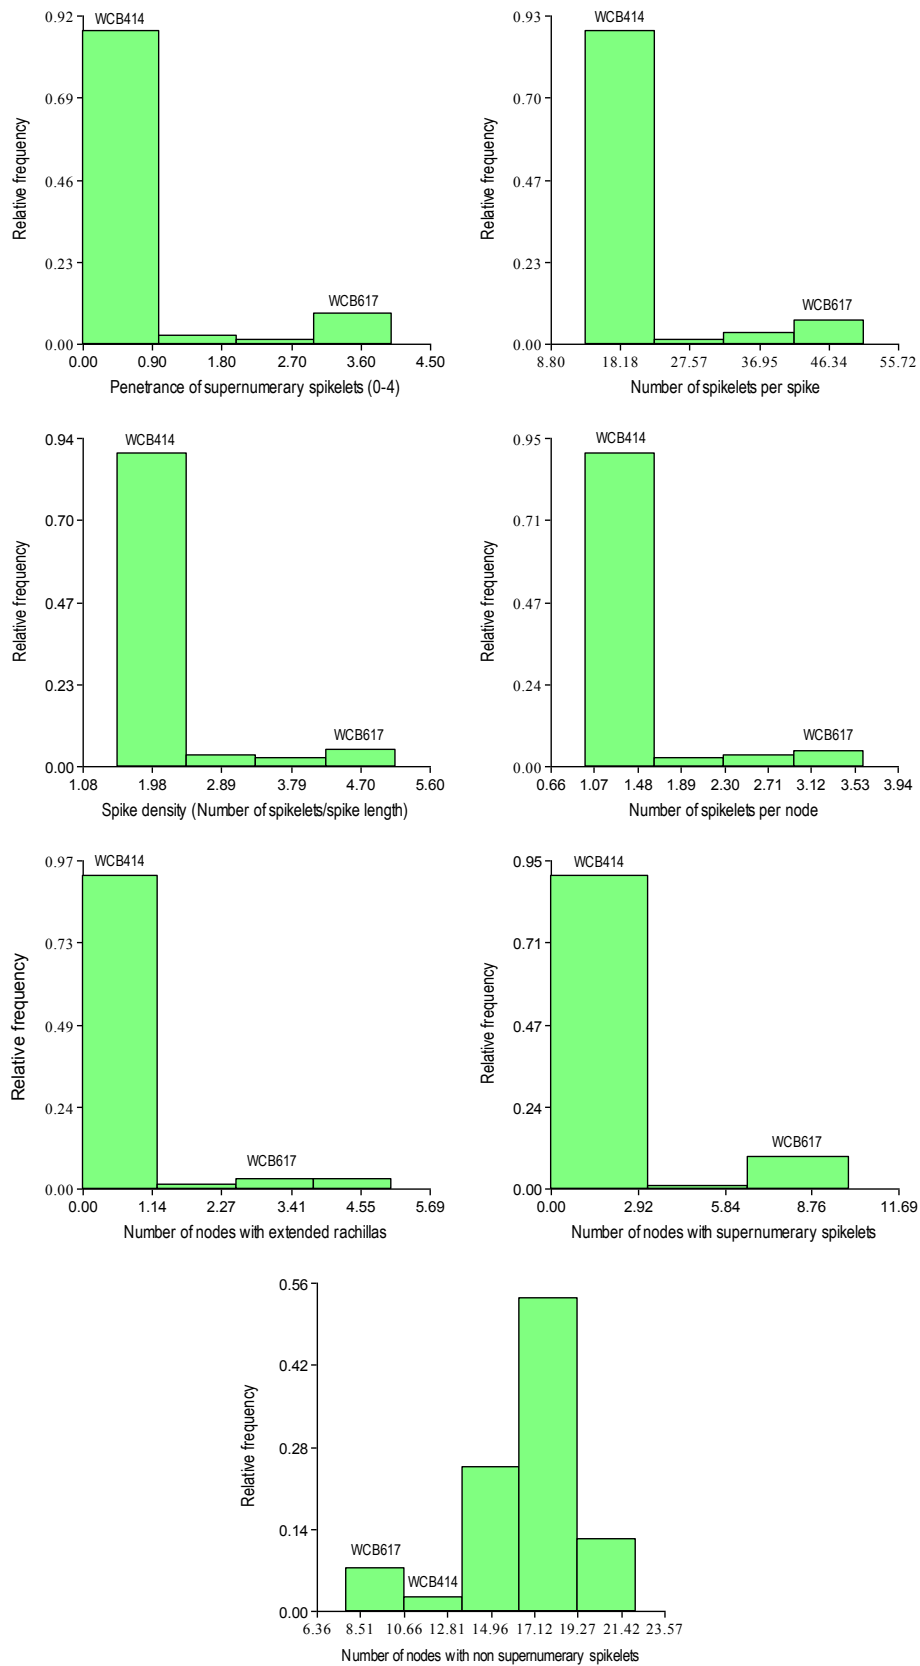 0.92
WCB414
0.69
0.46
0.23
0.00
Relative frequency
WCB617
0.00 0.90 1.80 2.70 3.60 4.50
Penetrance of supernumerary spikelets (0-4)
0.93
WCB414
0.70
0.47
0.23
0.00
Relative frequency
WCB617
8.80 18.18 27.57 36.95 46.34 55.72
Number of spikelets per spike
0.94
WCB414
0.70
0.47
0.23
0.00
Relative frequency
WCB617
1.08 1.98 2.89 3.79 4.70 5.60
Spike density (Number of spikelets/spike length)
0.95
WCB414
0.71
0.47
0.24
0.00
Relative frequency
WCB617
0.66 1.07 1.48 1.89 2.30 2.71 3.12 3.53 3.94
Number of spikelets per node
0.97
WCB414
0.73
0.49
0.24
0.00
Relative frequency
WCB617
0.00 1.14 2.27 3.41 4.55 5.69
Number of nodes with extended rachillas
0.95
WCB414
0.71
0.47
0.24
0.00
Relative frequency
WCB617
0.00 2.92 5.84 8.76 11.69
Number of nodes with supernumerary spikelets
0.56
0.42
0.28
0.14
0.00
Relative frequency
WCB617
WCB414
6.36 8.51 10.66 12.81 14.96 17.12 19.27 21.42 23.57
Number of nodes with non supernumerary spikelets